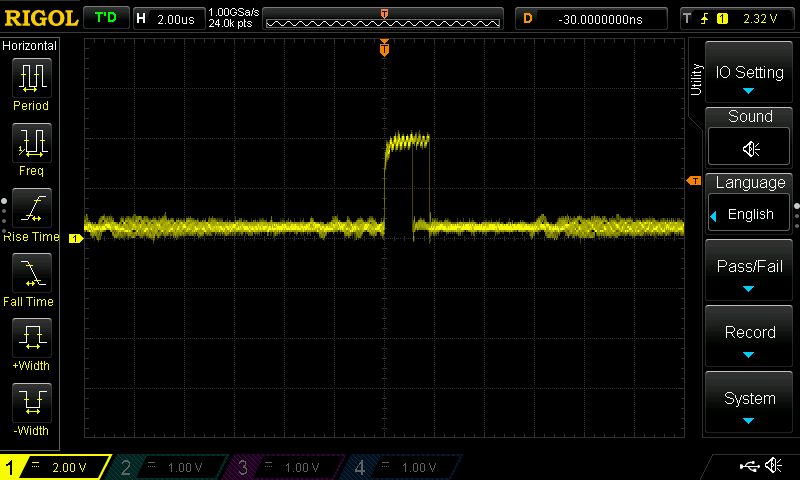 RIGOL T'D H 2.00us 1.00GSa/s 24.0k pts T D -30.0000000ns T 1 2.32 V
Horizontal
Period
Freq
Rise Time
Fall Time
+Width
-Width
T
T
1
Utility
IO Setting
Sound
Language
English
Pass/Fail
Record
System
1 2.00 V 2 1.00 V 3 1.00 V 4 1.00 V